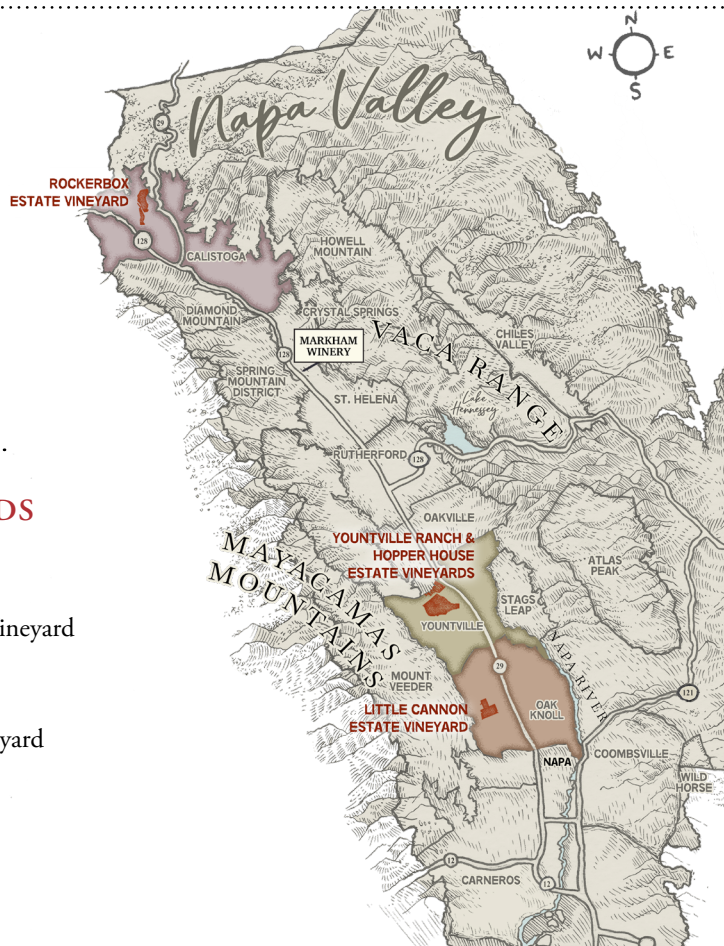 N
W E
S
Napa Valley
29
ROCKERBOX
ESTATE VINEYARD
128
CALISTOGA
HOWELL
MOUNTAIN
DIAMOND
MOUNTAIN
CRYSTAL SPRINGS
VACA RANGE
CHILES
VALLEY
128
MARKHAM
WINERY
SPRING
MOUNTAIN
DISTRICT
ST. HELENA
Lake
Hennessey
RUTHERFORD
128
DS
OAKVILLE
YOUNTVILLE RANCH &
HOPPER HOUSE
ESTATE VINEYARDS
MAYACAMAS
MOUNTAINS
ATLAS
PEAK
STAGS
LEAP
YOUNTVILLE
ineyard
NAPA RIVER
29
MOUNT
VEEDER
121
LITTLE CANNON
ESTATE VINEYARD
OAK
KNOLL
yard
NAPA
COOMBSVILLE
WILD
HORSE
12
CARNEROS
12